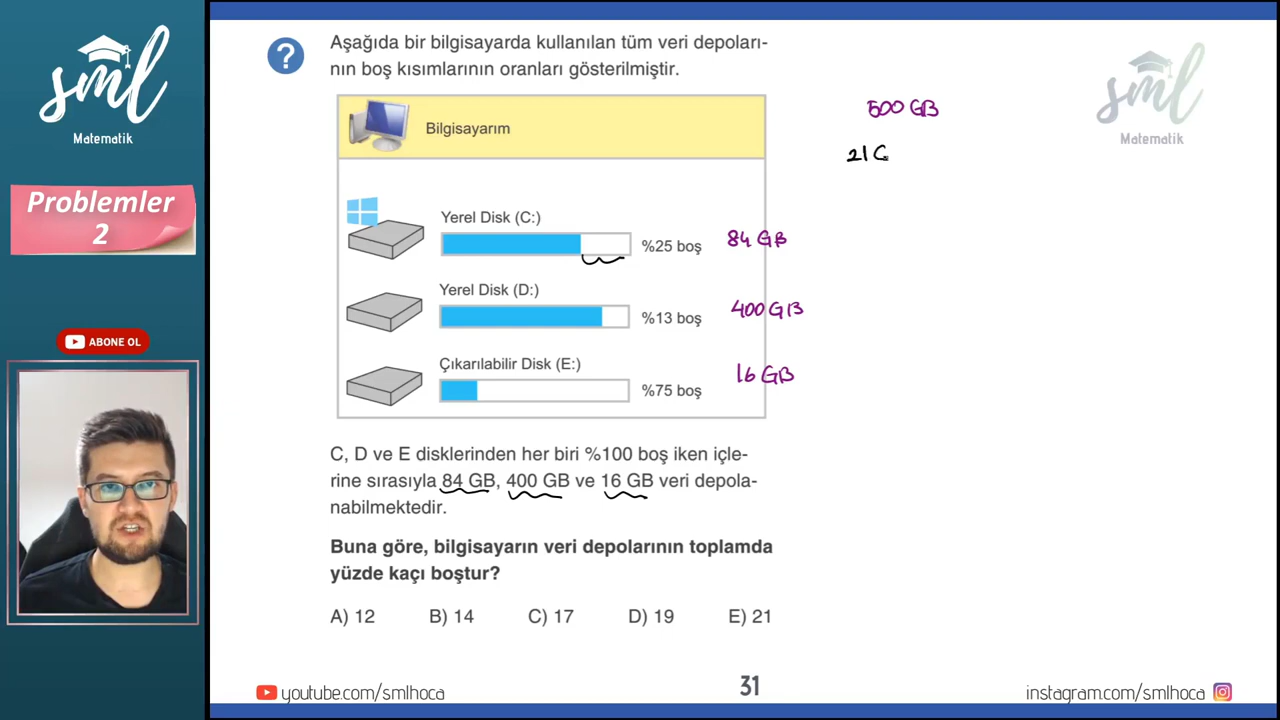 sml
Matematik
Problemler
2
ABONE OL
?
Aşağıda bir bilgisayarda kullanılan tüm veri depoları-
nın boş kısımlarının oranları gösterilmiştir.
Bilgisayarım
Yerel Disk (C:)
%25 boş
84 GB
Yerel Disk (D:)
%13 boş
400 GB
Çıkarılabilir Disk (E:)
%75 boş
16 GB
C, D ve E disklerinden her biri %100 boş iken içle-
rine sırasıyla 84 GB, 400 GB ve 16 GB veri depola-
nabilmektedir.
Buna göre, bilgisayarın veri depolarının toplamda
yüzde kaçı boştur?
A) 12 B) 14 C) 17 D) 19 E) 21
500 GB
21 G
sml
Matematik
youtube.com/smlhoca
31
instagram.com/smlhoca